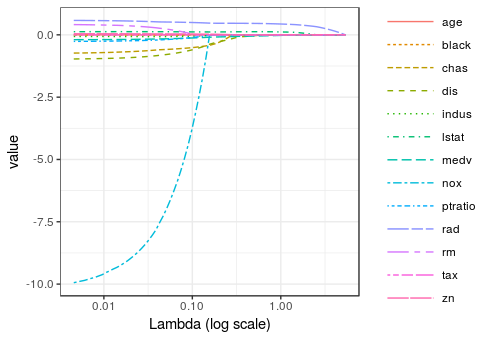 0.0
-2.5
-5.0
-7.5
-10.0
value
0.01
0.10
1.00
Lambda (log scale)
age
black
chas
dis
indus
lstat
medv
nox
ptratio
rad
rm
tax
zn